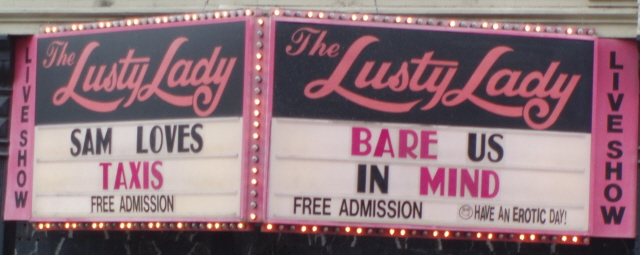 LIVE SHOW
The Lusty Lady
SAM LOVES
TAXIS
FREE ADMISSION
The Lusty Lady
BARE US
IN MIND
FREE ADMISSION
HAVE AN EROTIC DAY!
LIVE SHOW